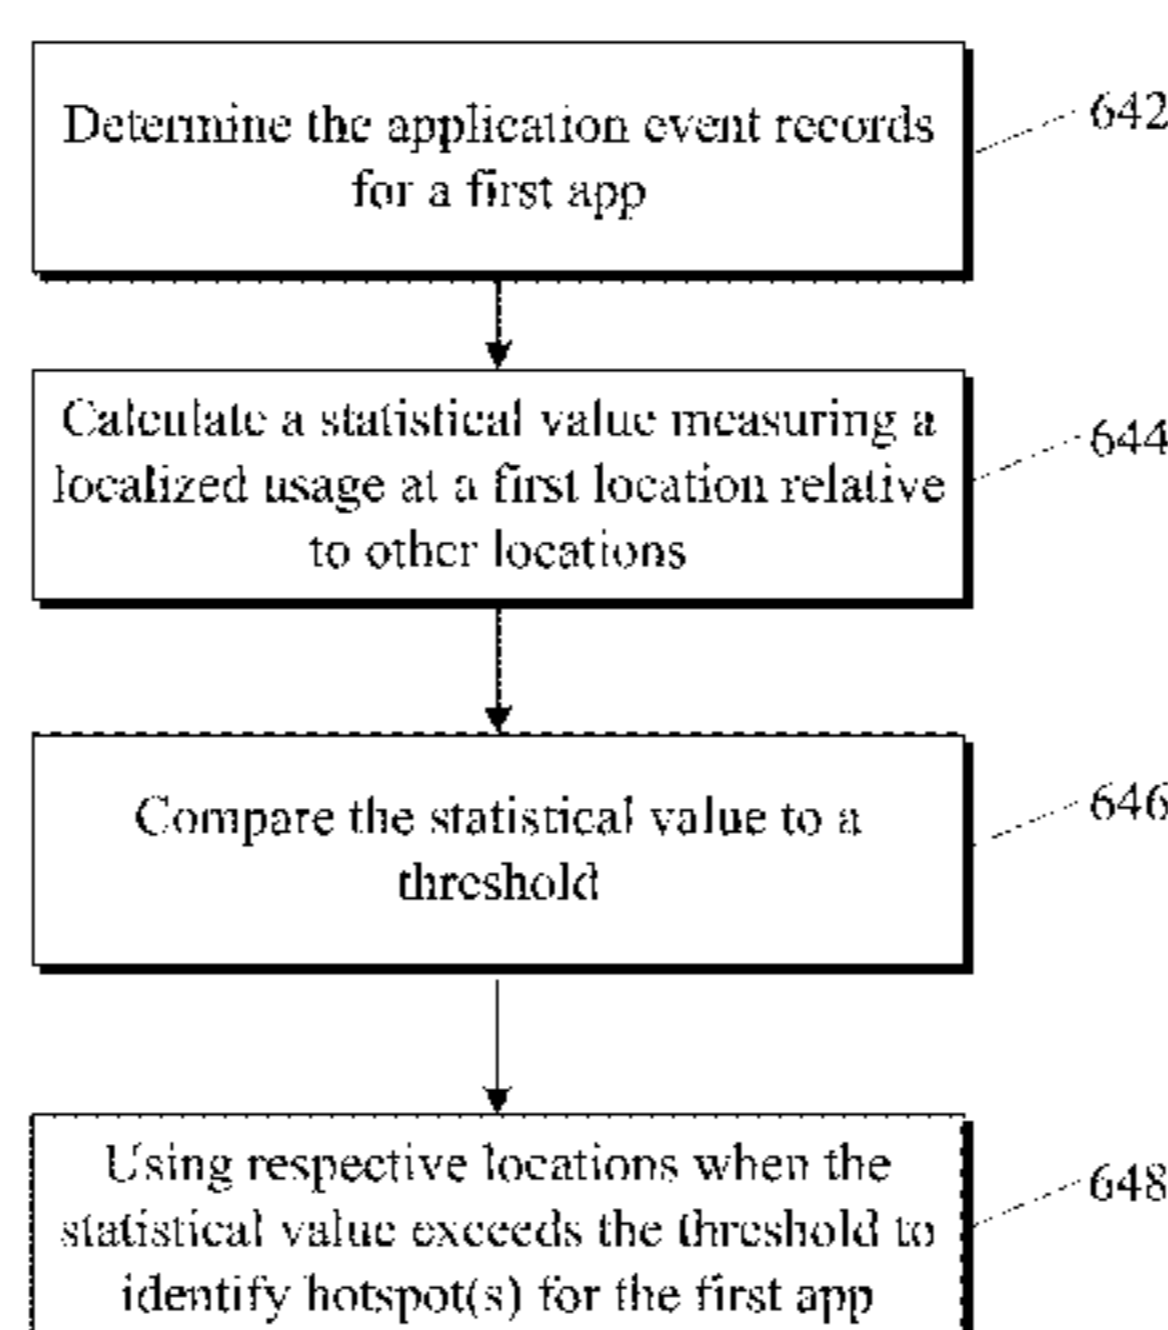 Determine the application event records
for a first app
642
Calculate a statistical value measuring a
localized usage at a first location relative
to other locations
644
Compare the statistical value to a
threshold
646
Using respective locations when the
statistical value exceeds the threshold to
identify hotspot(s) for the first app
648